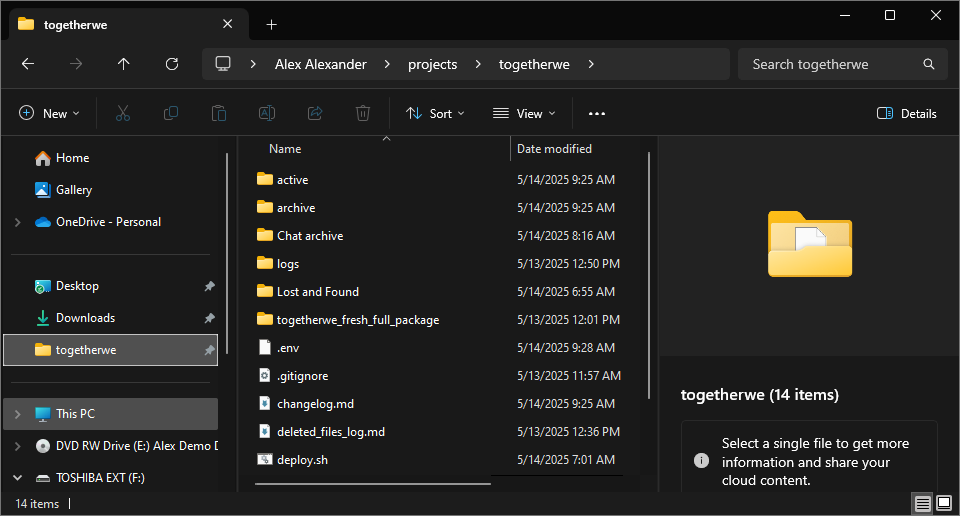 togetherwe
Alex Alexander projects togetherwe
Search togetherwe
New Sort View Details
Home
Gallery
OneDrive - Personal
Desktop
Downloads
togetherwe
This PC
DVD RW Drive (E:) Alex Demo D
TOSHIBA EXT (F:)
Name Date modified
active 5/14/2025 9:25 AM
archive 5/14/2025 9:25 AM
Chat archive 5/14/2025 8:16 AM
logs 5/13/2025 12:50 PM
Lost and Found 5/14/2025 6:55 AM
togetherwe_fresh_full_package 5/13/2025 12:01 PM
.env 5/14/2025 9:28 AM
.gitignore 5/13/2025 11:57 AM
changelog.md 5/14/2025 9:25 AM
deleted_files_log.md 5/13/2025 12:36 PM
deploy.sh 5/14/2025 7:01 AM
togetherwe (14 items)
Select a single file to get more
information and share your
cloud content.
14 items